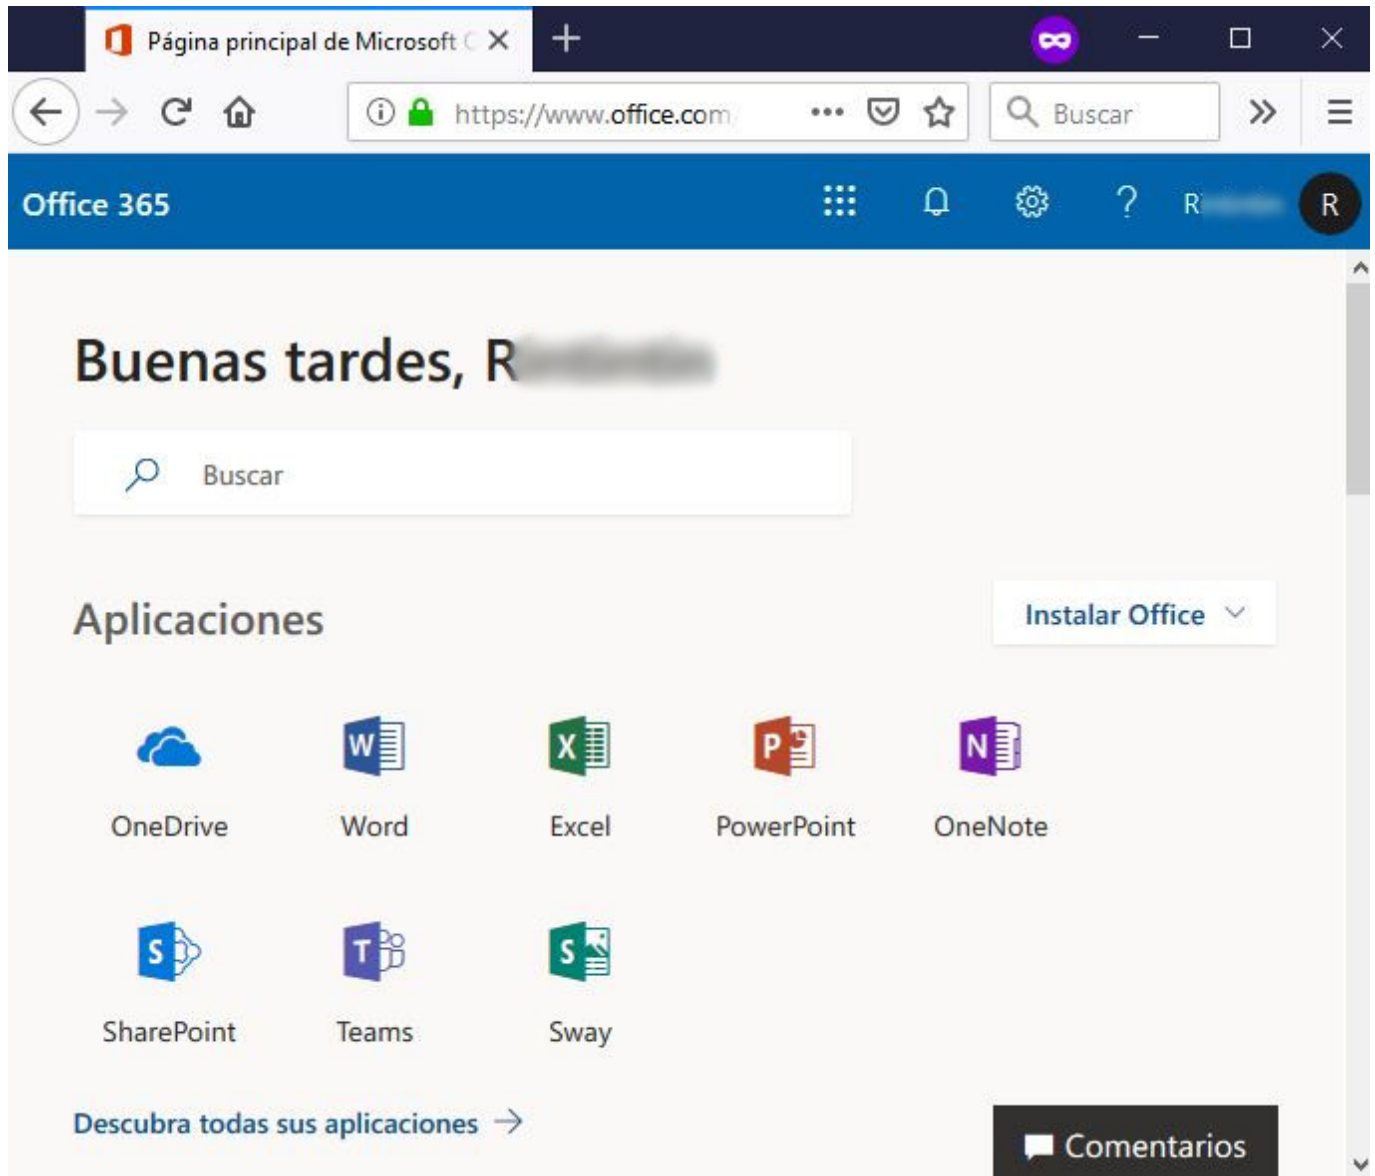 Página principal de Microsoft
https://www.office.com
Buscar
Office 365
? R
R
Buenas tardes, R
Buscar
Aplicaciones
Instalar Office
OneDrive
Word
Excel
PowerPoint
OneNote
SharePoint
Teams
Sway
Descubra todas sus aplicaciones
Comentarios